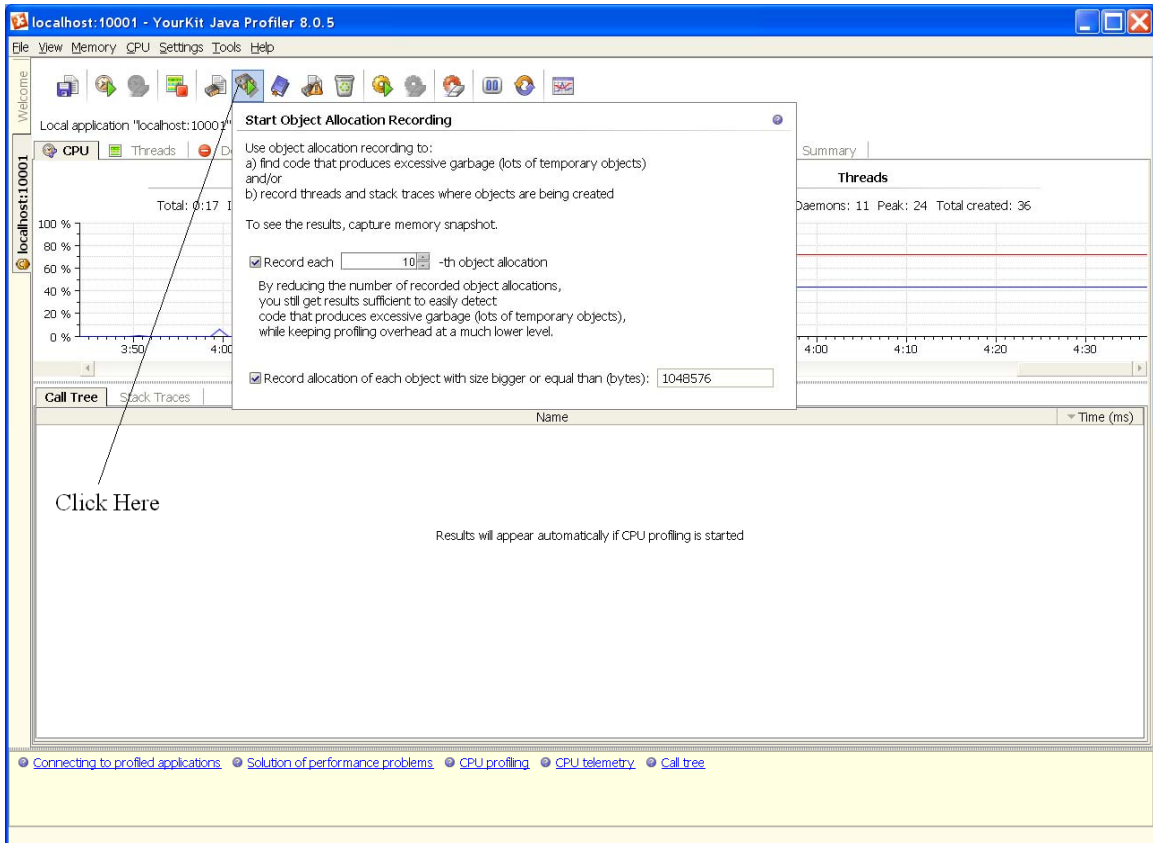 localhost:10001 - YourKit Java Profiler 8.0.5
File View Memory CPU Settings Tools Help
Welcome
localhost:10001
Local application "localhost:10001"
Start Object Allocation Recording
Use object allocation recording to:
a) find code that produces excessive garbage (lots of temporary objects)
and/or
b) record threads and stack traces where objects are being created
To see the results, capture memory snapshot.
Record each 10 -th object allocation
By reducing the number of recorded object allocations,
you still get results sufficient to easily detect
code that produces excessive garbage (lots of temporary objects),
while keeping profiling overhead at a much lower level.
Record allocation of each object with size bigger or equal than (bytes): 1048576
CPU Threads Summary
Threads
Total: 0:17 Daemons: 11 Peak: 24 Total created: 36
100 %
80 %
60 %
40 %
20 %
0 %
3:50 4:00 4:10 4:20 4:30
Call Tree Stack Traces
Name Time (ms)
Click Here
Results will appear automatically if CPU profiling is started
Connecting to profiled applications Solution of performance problems CPU profiling CPU telemetry Call tree